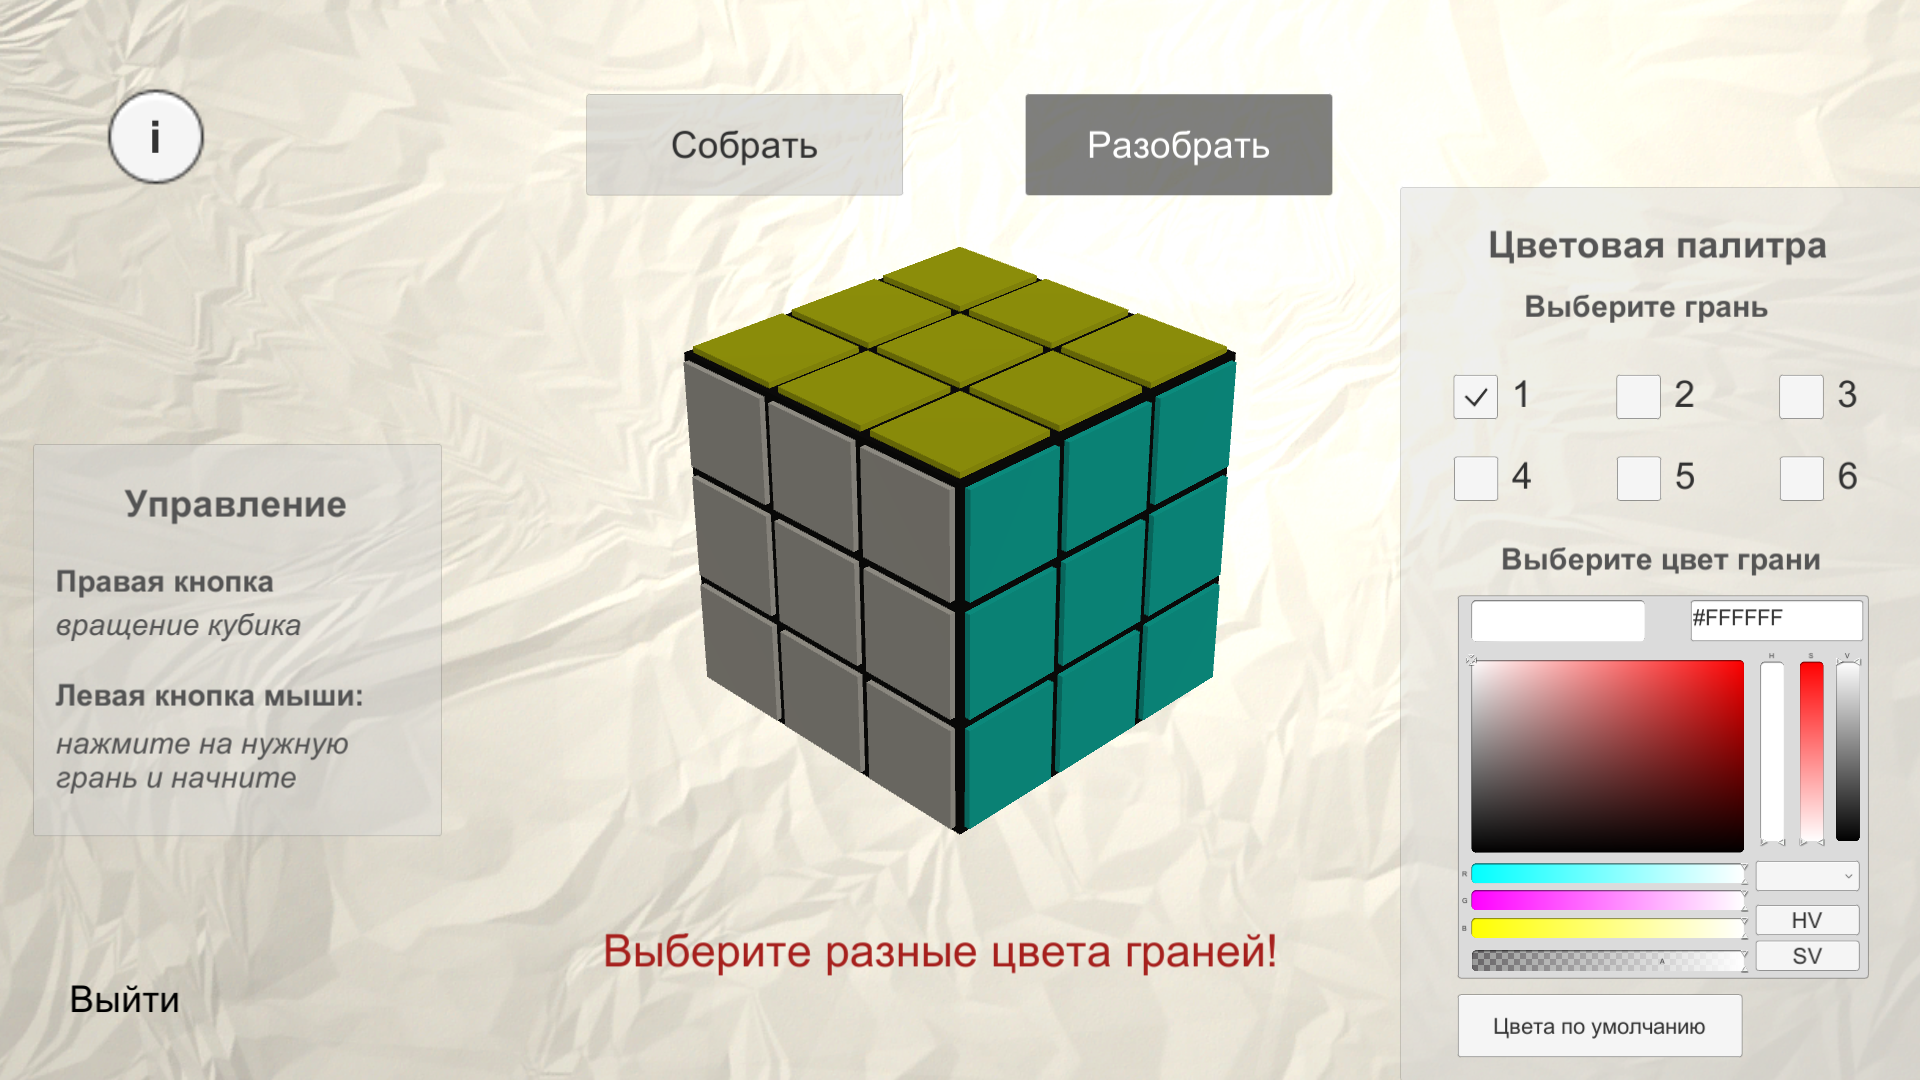 i
Собрать
Разобрать
Управление
Правая кнопка
вращение кубика
Левая кнопка мыши:
нажмите на нужную
грань и начните
Выйти
Выберите разные цвета граней!
Цветовая палитра
Выберите грань
1 2 3
4 5 6
Выберите цвет грани
#FFFFFF
H S V
R
G
B
A
HV
SV
Цвета по умолчанию